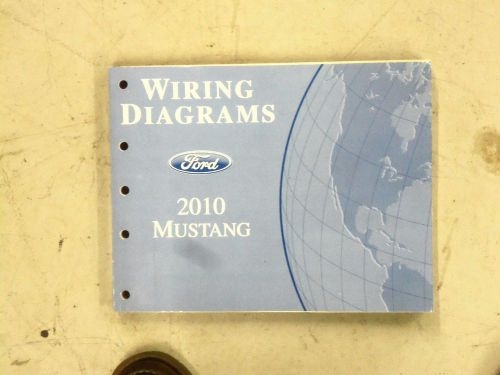 WIRING
DIAGRAMS
Ford
2010
MUSTANG